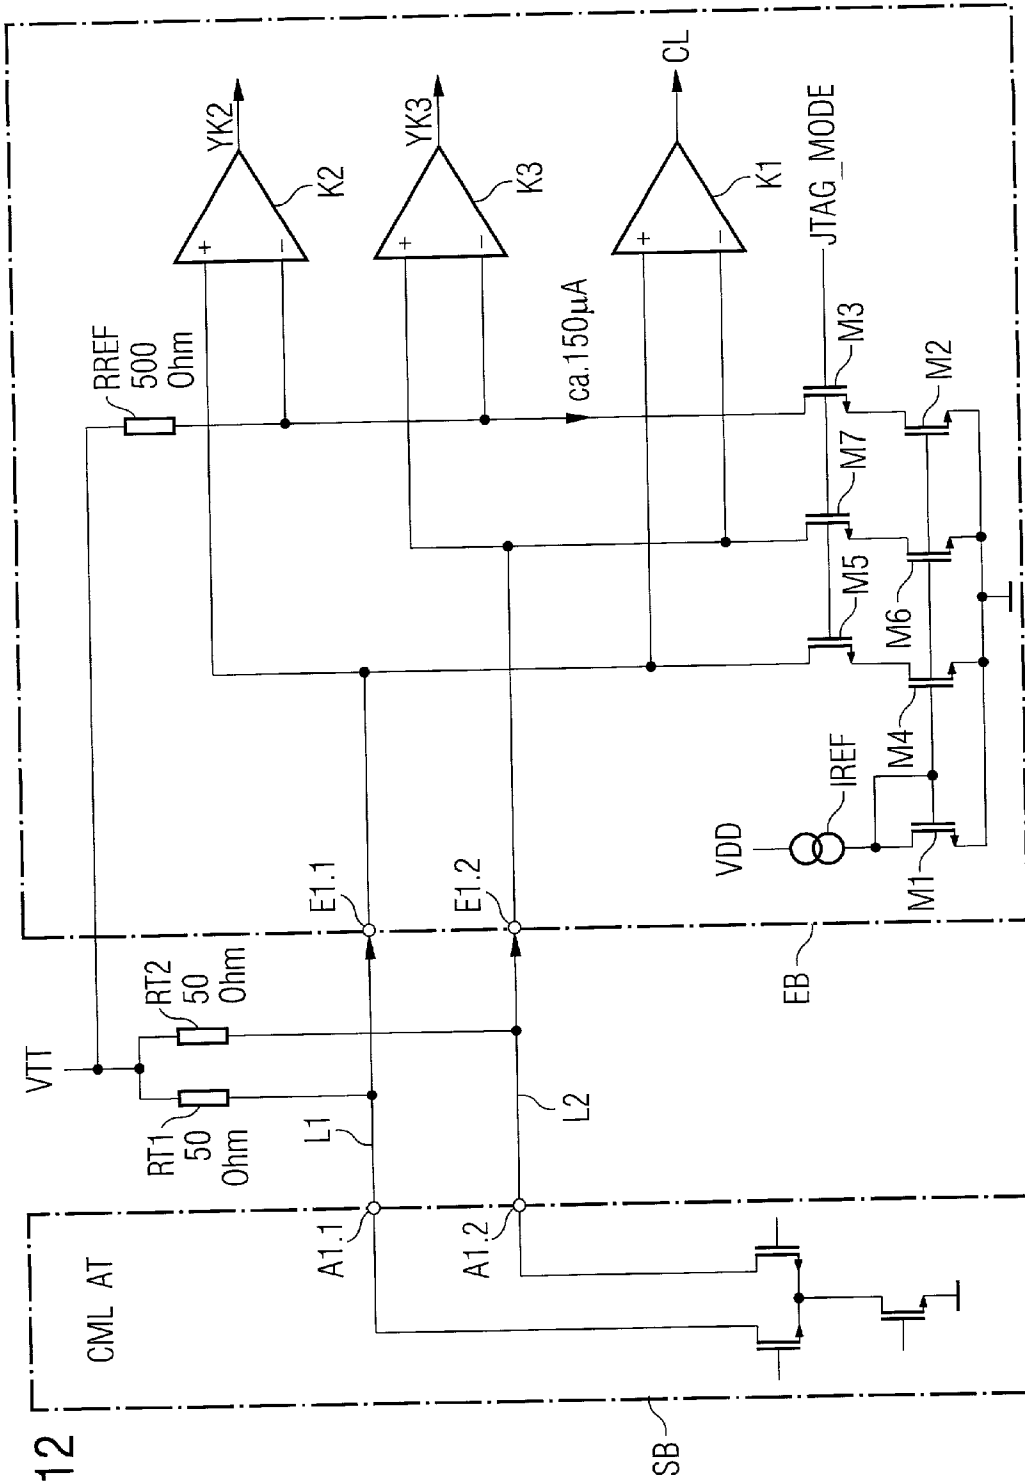 12
CML AT
SB
A1.1
A1.2
VTT
RT1
50
Ohm
RT2
50
Ohm
L1
L2
E1.1
E1.2
EB
RREF
500
Ohm
YK2
K2
YK3
K3
CL
K1
ca.150µA
JTAG_MODE
VDD
IREF
M1
M4
M5
M6
M7
M3
M2